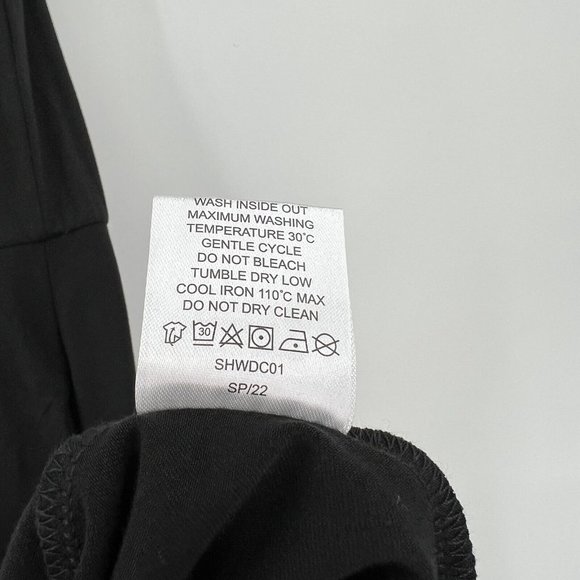 WASH INSIDE OUT
MAXIMUM WASHING
TEMPERATURE 30°C
GENTLE CYCLE
DO NOT BLEACH
TUMBLE DRY LOW
COOL IRON 110°C MAX
DO NOT DRY CLEAN
30
SHWDC01
SP/22